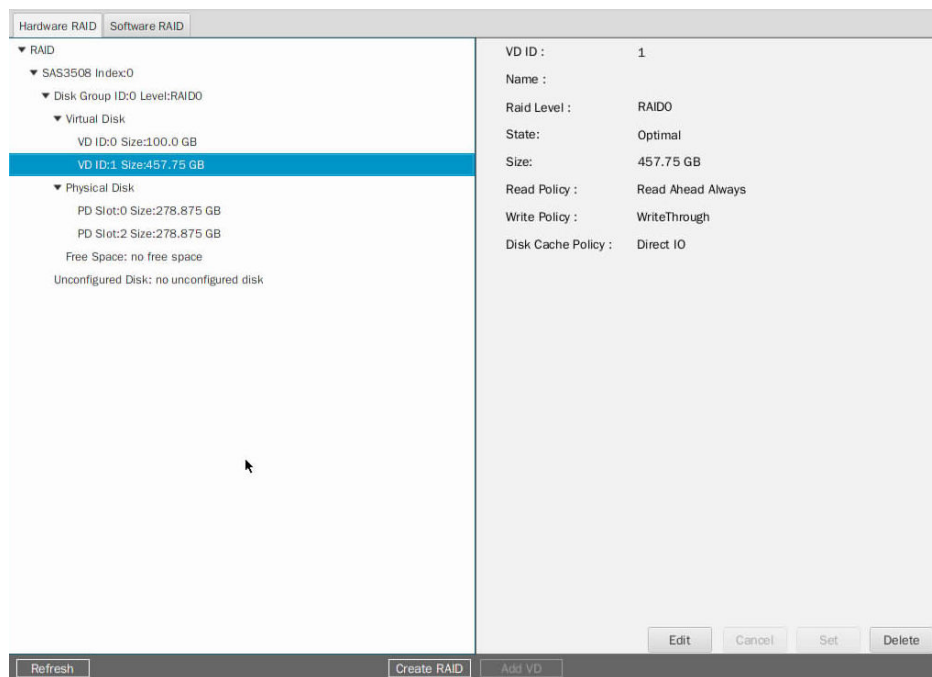 Hardware RAID Software RAID
RAID
SAS3508 Index:0
Disk Group ID:0 Level:RAID0
Virtual Disk
VD ID:0 Size:100.0 GB
VD ID:1 Size:457.75 GB
Physical Disk
PD Slot:0 Size:278.875 GB
PD Slot:2 Size:278.875 GB
Free Space: no free space
Unconfigured Disk: no unconfigured disk
VD ID : 1
Name :
Raid Level : RAID0
State: Optimal
Size: 457.75 GB
Read Policy : Read Ahead Always
Write Policy : WriteThrough
Disk Cache Policy : Direct IO
Edit Cancel Set Delete
Refresh Create RAID Add VD